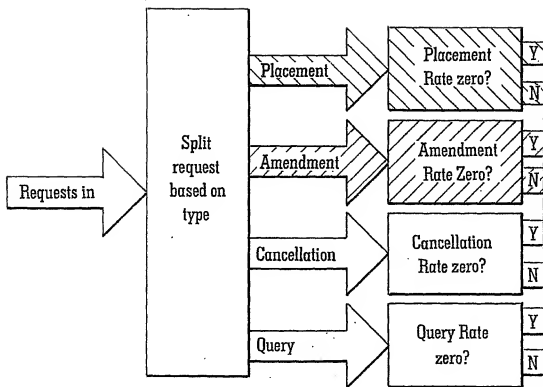 Requests in
Split
request
based on
type
Placement
Placement
Rate zero?
Y
N
Amendment
Amendment
Rate Zero?
Y
N
Cancellation
Cancellation
Rate zero?
Y
N
Query
Query Rate
zero?
Y
N